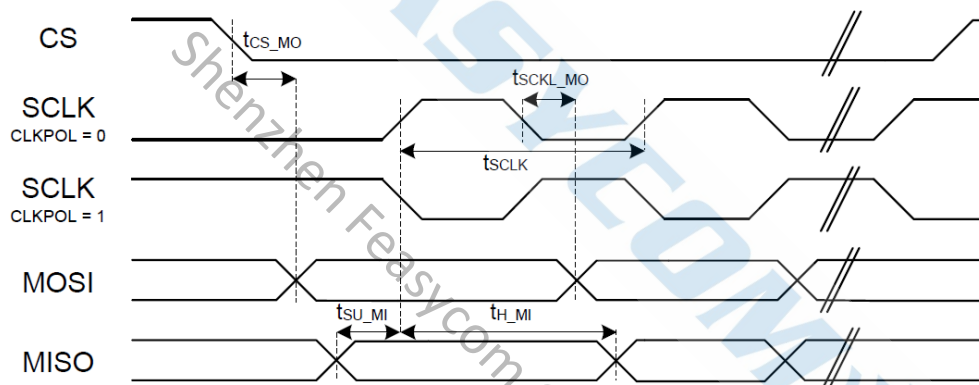 CS
tCS_MO
SCLK
CLKPOL = 0
tSCKL_MO
tSCLK
SCLK
CLKPOL = 1
MOSI
tSU_MI
tH_MI
MISO
Shenzhen Feasycom